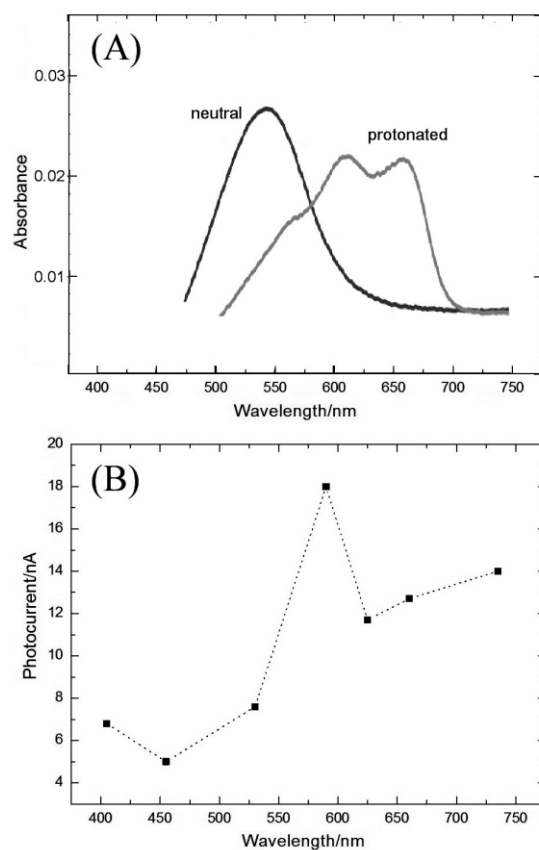 (A)
0.03
neutral
protonated
0.02
Absorbance
0.01
400 450 500 550 600 650 700 750
Wavelength/nm
20
(B)
18
16
14
12
Photocurrent/nA
10
8
6
4
400 450 500 550 600 650 700 750
Wavelength/nm